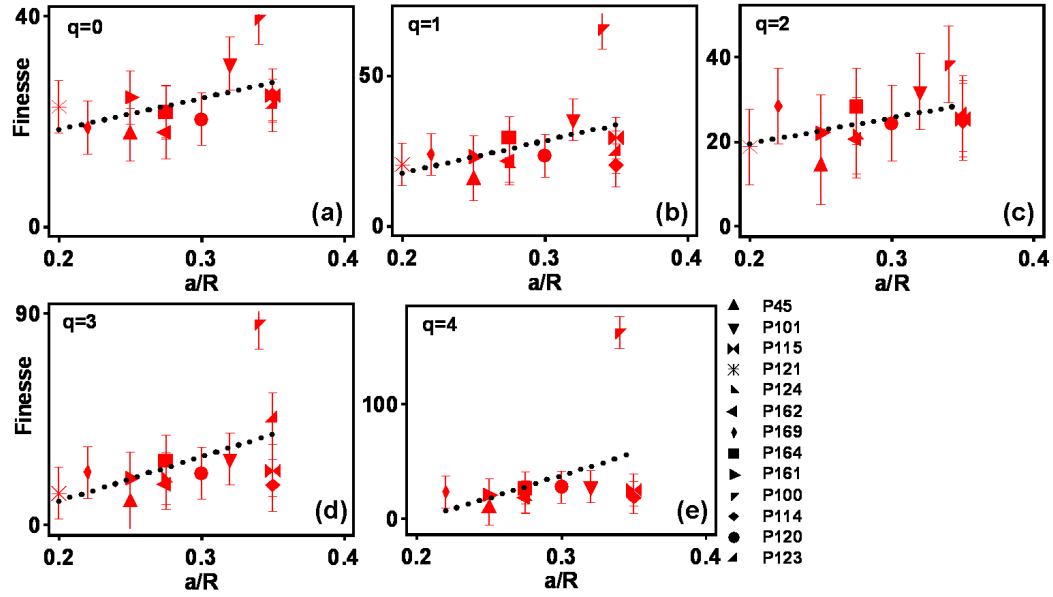 q=0
40
0
Finesse
(a)
0.2 0.3 0.4
a/R
q=1
50
0
(b)
0.2 0.3 0.4
a/R
q=2
40
20
0
(c)
0.2 0.3 0.4
a/R
q=3
90
0
Finesse
(d)
0.2 0.3 0.4
a/R
q=4
100
0
(e)
0.2 0.3 0.4
a/R
P45
P101
P115
P121
P124
P162
P169
P164
P161
P100
P114
P120
P123